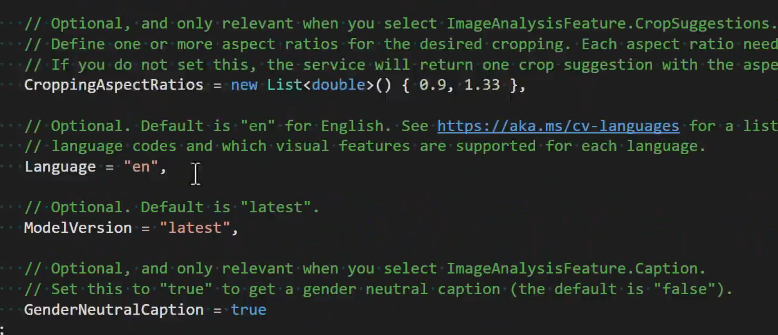 // Optional, and only relevant when you select ImageAnalysisFeature.CropSuggestions.
// Define one or more aspect ratios for the desired cropping. Each aspect ratio need
// If you do not set this, the service will return one crop suggestion with the aspe
CroppingAspectRatios = new List<double>() { 0.9, 1.33 },
// Optional. Default is "en" for English. See https://aka.ms/cv-languages for a list
// language codes and which visual features are supported for each language.
Language = "en",
// Optional. Default is "latest".
ModelVersion = "latest",
// Optional, and only relevant when you select ImageAnalysisFeature.Caption.
// Set this to "true" to get a gender neutral caption (the default is "false").
GenderNeutralCaption = true